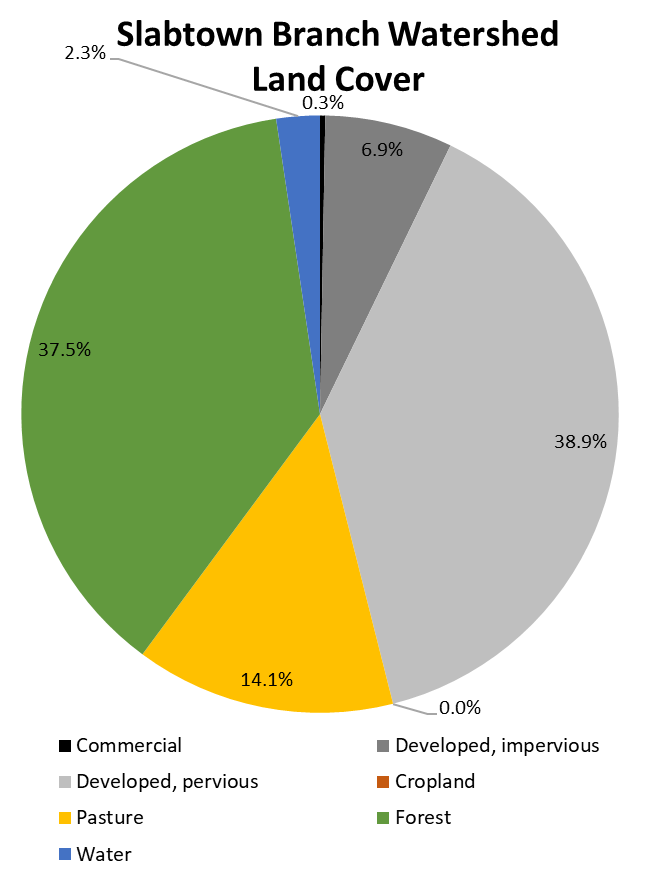 Slabtown Branch Watershed
Land Cover
2.3%
0.3%
6.9%
37.5%
38.9%
14.1%
0.0%
Commercial
Developed, impervious
Developed, pervious
Cropland
Pasture
Forest
Water